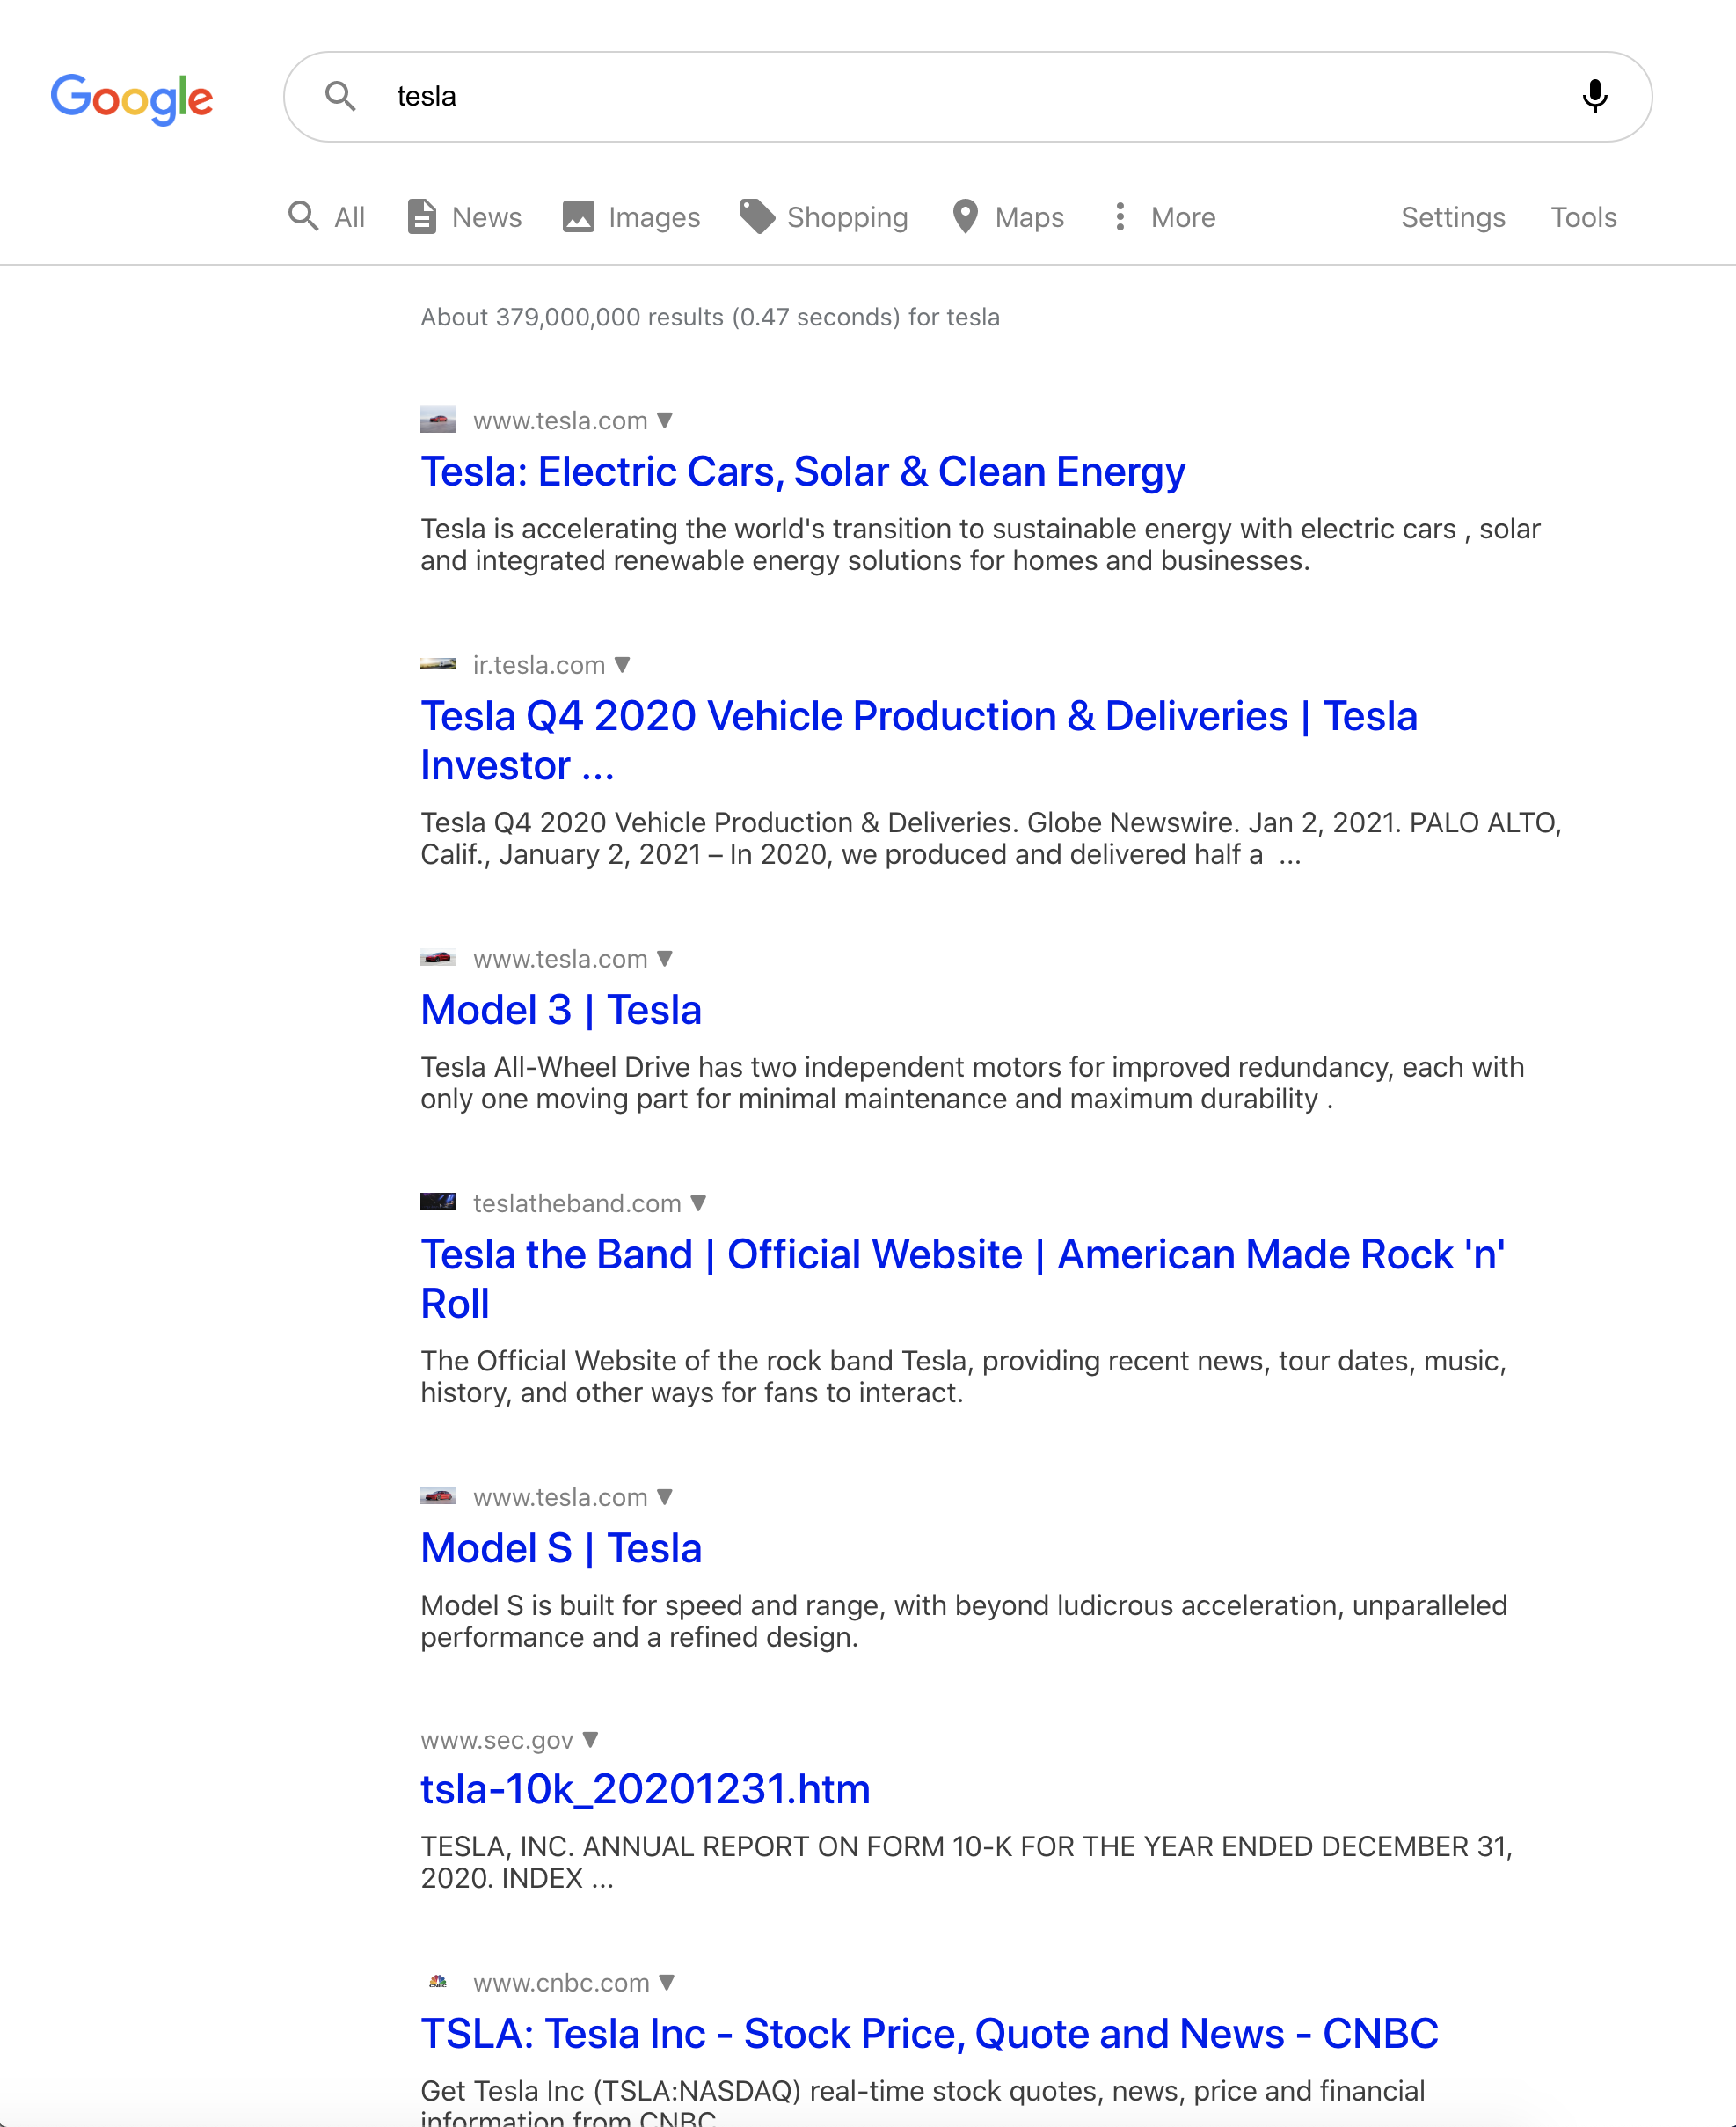 Google
tesla
All News Images Shopping Maps More Settings Tools
About 379,000,000 results (0.47 seconds) for tesla
www.tesla.com ▼
Tesla: Electric Cars, Solar & Clean Energy
Tesla is accelerating the world's transition to sustainable energy with electric cars , solar
and integrated renewable energy solutions for homes and businesses.
ir.tesla.com ▼
Tesla Q4 2020 Vehicle Production & Deliveries | Tesla
Investor ...
Tesla Q4 2020 Vehicle Production & Deliveries. Globe Newswire. Jan 2, 2021. PALO ALTO,
Calif., January 2, 2021 – In 2020, we produced and delivered half a ...
www.tesla.com ▼
Model 3 | Tesla
Tesla All-Wheel Drive has two independent motors for improved redundancy, each with
only one moving part for minimal maintenance and maximum durability .
teslatheband.com ▼
Tesla the Band | Official Website | American Made Rock 'n'
Roll
The Official Website of the rock band Tesla, providing recent news, tour dates, music,
history, and other ways for fans to interact.
www.tesla.com ▼
Model S | Tesla
Model S is built for speed and range, with beyond ludicrous acceleration, unparalleled
performance and a refined design.
www.sec.gov ▼
tsla-10k_20201231.htm
TESLA, INC. ANNUAL REPORT ON FORM 10-K FOR THE YEAR ENDED DECEMBER 31,
2020. INDEX ...
CNBC www.cnbc.com ▼
TSLA: Tesla Inc - Stock Price, Quote and News - CNBC
Get Tesla Inc (TSLA:NASDAQ) real-time stock quotes, news, price and financial
information from CNBC